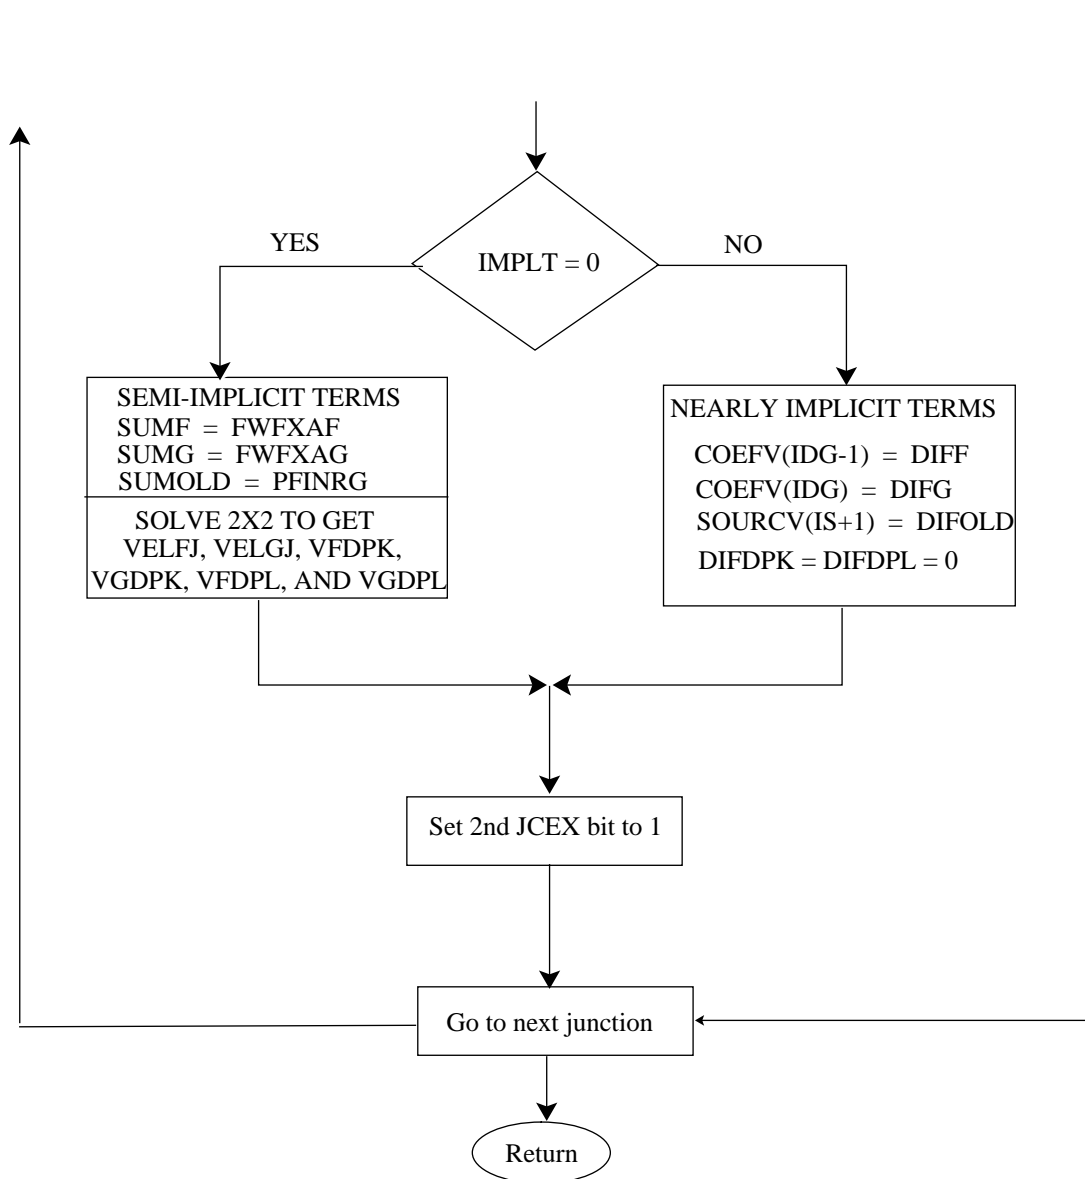 YES
NO
IMPLT = 0
SEMI-IMPLICIT TERMS
SUMF = FWFXAF
SUMG = FWFXAG
SUMOLD = PFINRG
SOLVE 2X2 TO GET
VELFJ, VELGJ, VFDPK,
VGDPK, VFDPL, AND VGDPL
NEARLY IMPLICIT TERMS
COEFV(IDG-1) = DIFF
COEFV(IDG) = DIFG
SOURCV(IS+1) = DIFOLD
DIFDPK = DIFDPL = 0
Set 2nd JCEX bit to 1
Go to next junction
Return